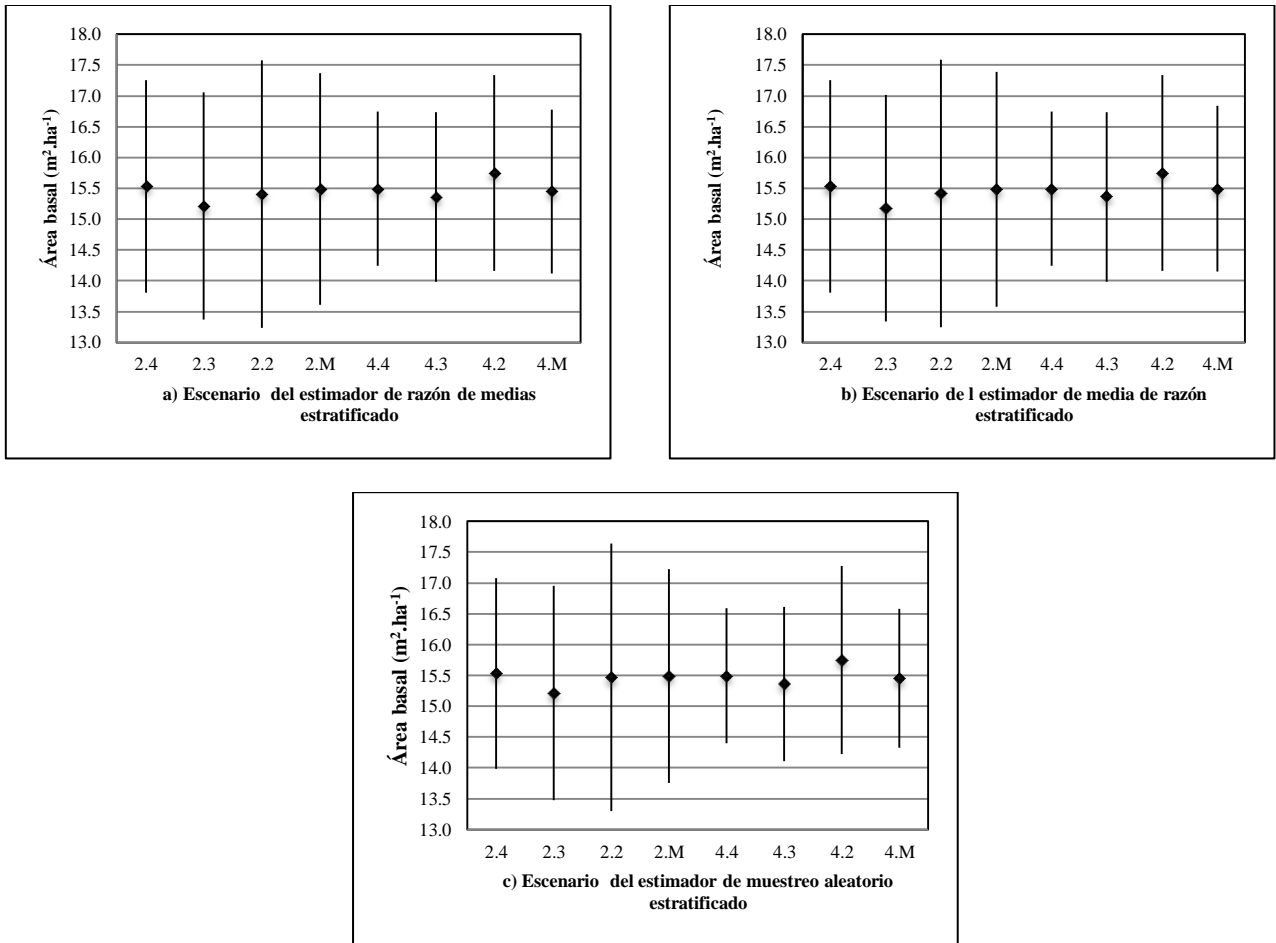 18.0
17.5
17.0
16.5
16.0
15.5
15.0
14.5
14.0
13.5
13.0
Área basal (m².ha⁻¹)
2.4 2.3 2.2 2.M 4.4 4.3 4.2 4.M
a) Escenario del estimador de razón de medias
estratificado
18.0
17.5
17.0
16.5
16.0
15.5
15.0
14.5
14.0
13.5
13.0
Área basal (m².ha⁻¹)
2.4 2.3 2.2 2.M 4.4 4.3 4.2 4.M
b) Escenario de l estimador de media de razón
estratificado
18.0
17.5
17.0
16.5
16.0
15.5
15.0
14.5
14.0
13.5
13.0
Área basal (m².ha⁻¹)
2.4 2.3 2.2 2.M 4.4 4.3 4.2 4.M
c) Escenario del estimador de muestreo aleatorio
estratificado